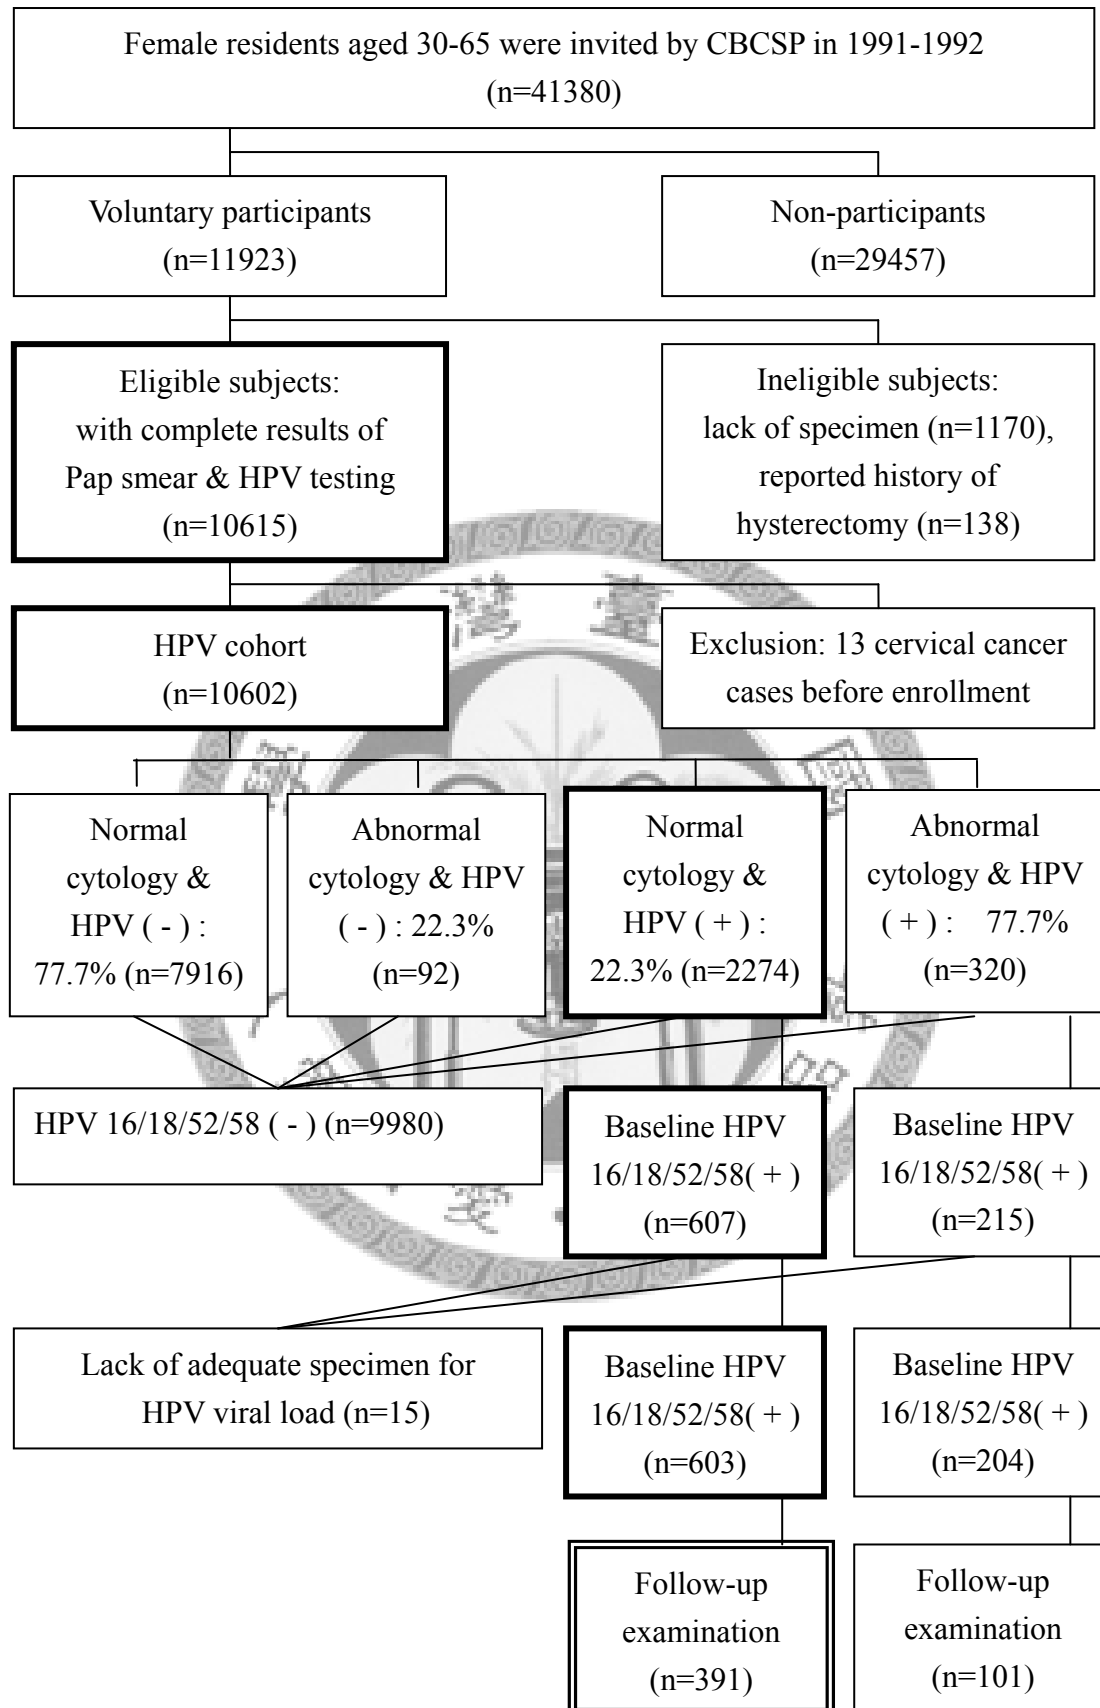 Female residents aged 30-65 were invited by CBCSP in 1991-1992
(n=41380)
Voluntary participants
(n=11923)
Non-participants
(n=29457)
Eligible subjects:
with complete results of
Pap smear & HPV testing
(n=10615)
Ineligible subjects:
lack of specimen (n=1170),
reported history of
hysterectomy (n=138)
灣 臺
HPV cohort
(n=10602)
Exclusion: 13 cervical cancer
cases before enrollment
Normal
cytology &
HPV ( - ) :
77.7% (n=7916)
Abnormal
cytology & HPV
( - ) : 22.3%
(n=92)
Normal
cytology &
HPV ( + ) :
22.3% (n=2274)
Abnormal
cytology & HPV
( + ) : 77.7%
(n=320)
HPV 16/18/52/58 ( - ) (n=9980)
Baseline HPV
16/18/52/58( + )
(n=607)
Baseline HPV
16/18/52/58( + )
(n=215)
愛
Lack of adequate specimen for
HPV viral load (n=15)
Baseline HPV
16/18/52/58( + )
(n=603)
Baseline HPV
16/18/52/58( + )
(n=204)
Follow-up
examination
(n=391)
Follow-up
examination
(n=101)